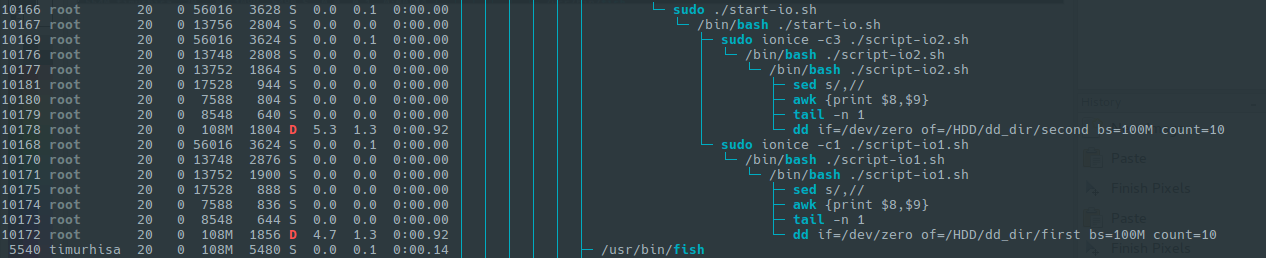 10166 root 20 0 56016 3628 S 0.0 0.1 0:00.00 └─ sudo ./start-io.sh
10167 root 20 0 13756 2804 S 0.0 0.0 0:00.00 └─ /bin/bash ./start-io.sh
10169 root 20 0 56016 3624 S 0.0 0.1 0:00.00 ├─ sudo ionice -c3 ./script-io2.sh
10176 root 20 0 13748 2808 S 0.0 0.0 0:00.00 │ └─ /bin/bash ./script-io2.sh
10177 root 20 0 13752 1864 S 0.0 0.0 0:00.00 │ └─ /bin/bash ./script-io2.sh
10181 root 20 0 17528 944 S 0.0 0.0 0:00.00 │ ├─ sed s/,//
10180 root 20 0 7588 804 S 0.0 0.0 0:00.00 │ ├─ awk {print $8,$9}
10179 root 20 0 8548 640 S 0.0 0.0 0:00.00 │ ├─ tail -n 1
10178 root 20 0 108M 1804 D 5.3 1.3 0:00.92 │ └─ dd if=/dev/zero of=/HDD/dd_dir/second bs=100M count=10
10168 root 20 0 56016 3624 S 0.0 0.1 0:00.00 └─ sudo ionice -c1 ./script-io1.sh
10170 root 20 0 13748 2876 S 0.0 0.0 0:00.00 └─ /bin/bash ./script-io1.sh
10171 root 20 0 13752 1900 S 0.0 0.0 0:00.00 └─ /bin/bash ./script-io1.sh
10175 root 20 0 17528 888 S 0.0 0.0 0:00.00 ├─ sed s/,//
10174 root 20 0 7588 836 S 0.0 0.0 0:00.00 ├─ awk {print $8,$9}
10173 root 20 0 8548 644 S 0.0 0.0 0:00.00 ├─ tail -n 1
10172 root 20 0 108M 1856 D 4.7 1.3 0:00.92 └─ dd if=/dev/zero of=/HDD/dd_dir/first bs=100M count=10
5540 timurhisa 20 0 108M 5480 S 0.0 0.1 0:00.14 ├─ /usr/bin/fish
History
Paste
Finish Pixels
Paste
Finish Pixels